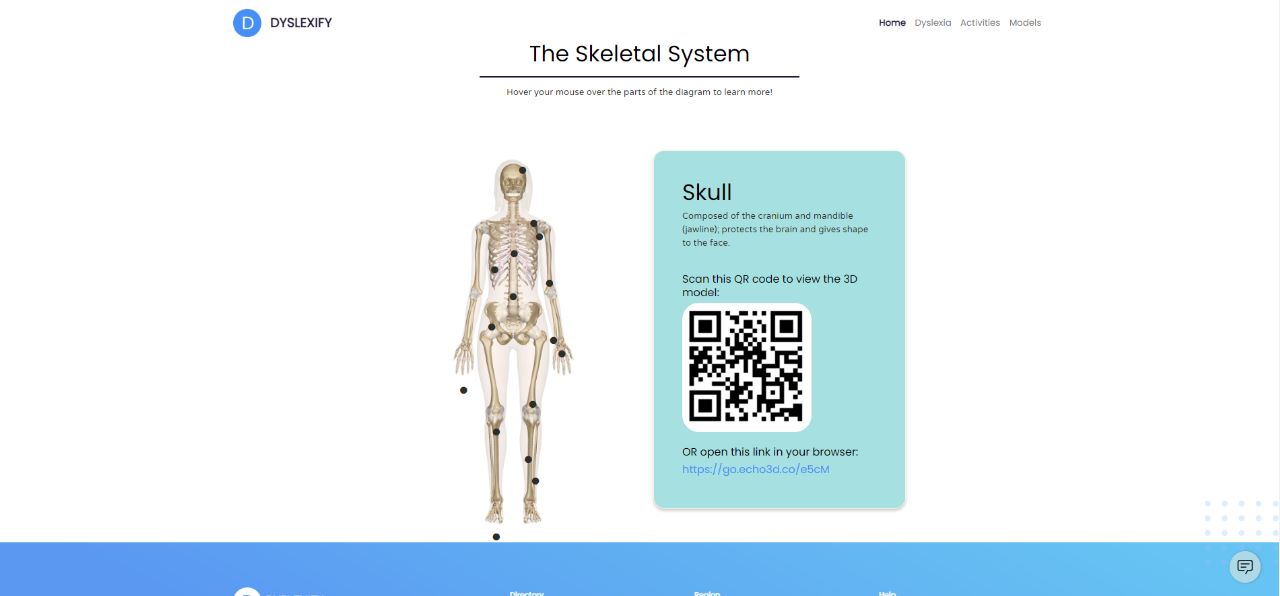 D DYSLEXIFY
Home Dyslexia Activities Models
The Skeletal System
Hover your mouse over the parts of the diagram to learn more!
Skull
Composed of the cranium and mandible
(jawline); protects the brain and gives shape
to the face.
Scan this QR code to view the 3D
model:
OR open this link in your browser:
https://go.echo3d.co/e5cM
Directory Region Help